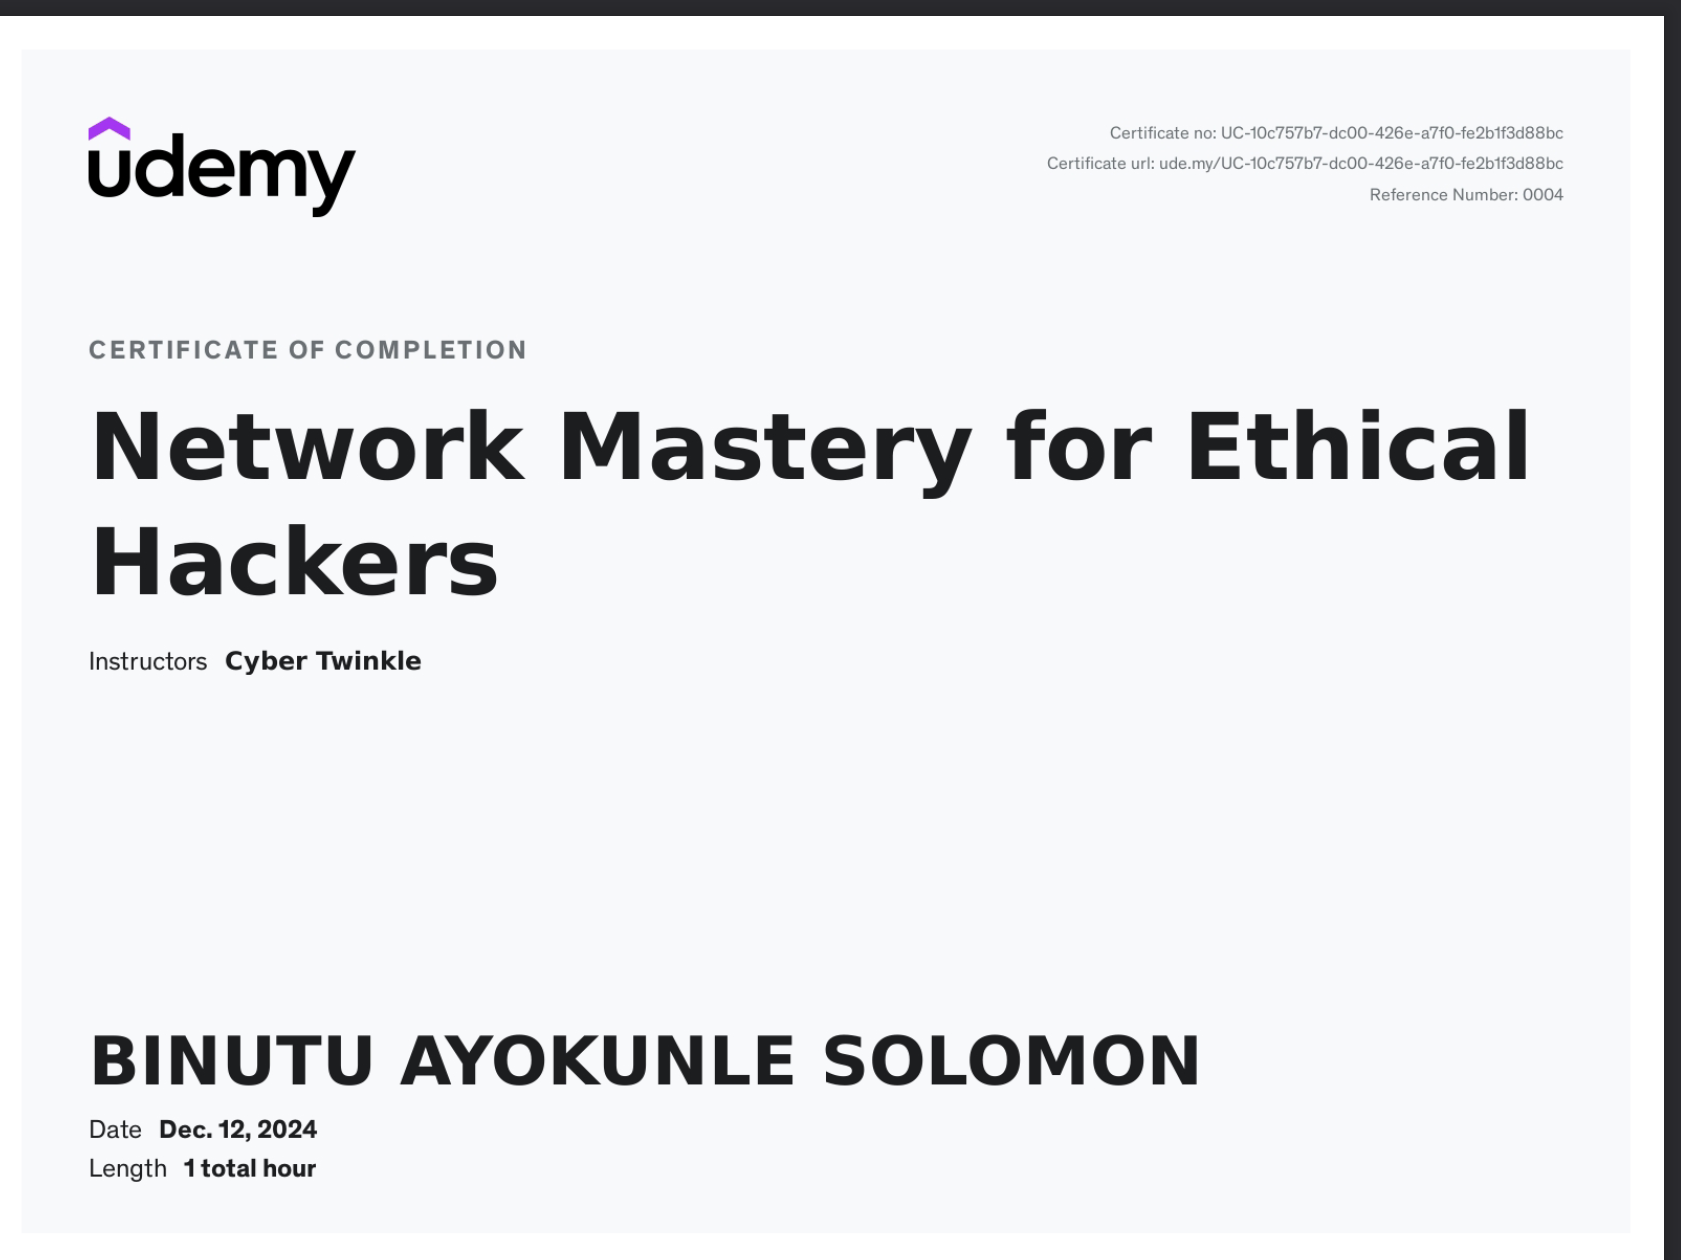 udemy
Certificate no: UC-10c757b7-dc00-426e-a7f0-fe2b1f3d88bc
Certificate url: ude.my/UC-10c757b7-dc00-426e-a7f0-fe2b1f3d88bc
Reference Number: 0004
CERTIFICATE OF COMPLETION
Network Mastery for Ethical
Hackers
Instructors Cyber Twinkle
BINUTU AYOKUNLE SOLOMON
Date Dec. 12, 2024
Length 1 total hour